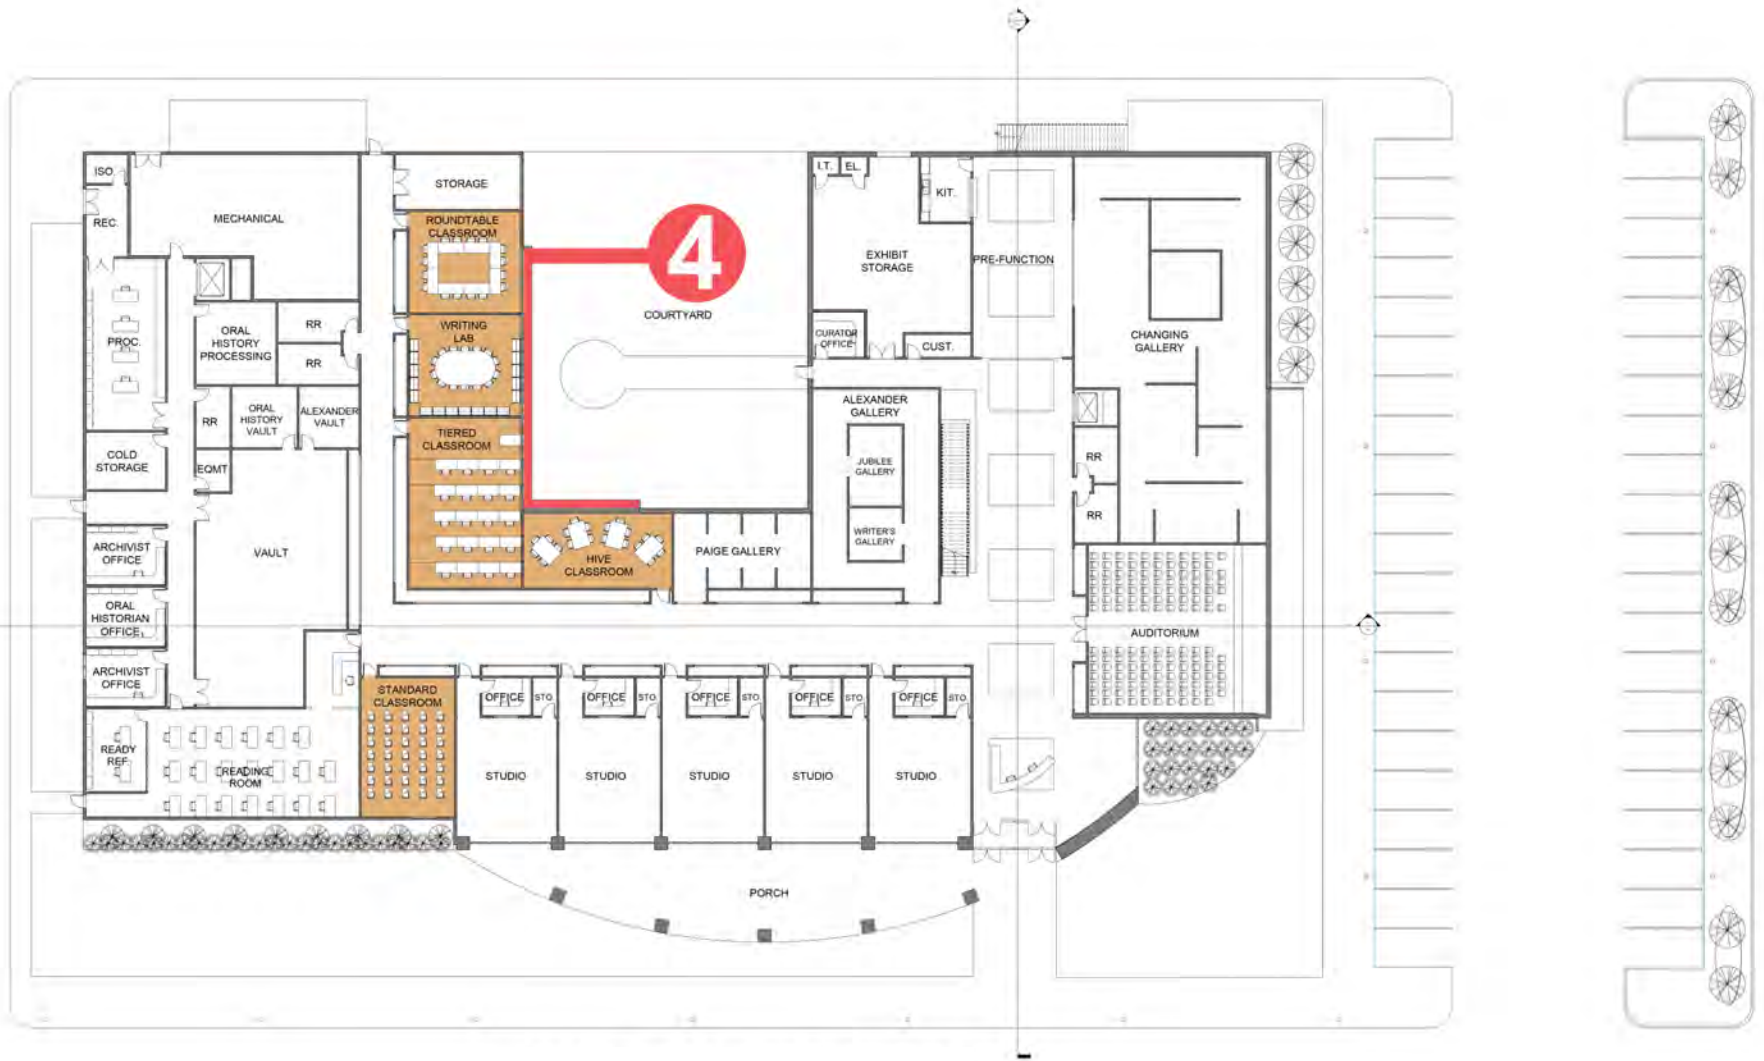 ISO.
REC.
MECHANICAL
STORAGE
ROUNDTABLE
CLASSROOM
4
I.T.
EL.
KIT.
EXHIBIT
STORAGE
PRE-FUNCTION
COURTYARD
PROC.
ORAL
HISTORY
PROCESSING
RR
RR
WRITING
LAB
CURATOR
OFFICE
CUST.
CHANGING
GALLERY
RR
ORAL
HISTORY
VAULT
ALEXANDER
VAULT
ALEXANDER
GALLERY
TIERED
CLASSROOM
COLD
STORAGE
EQMT
JUBILEE
GALLERY
RR
RR
WRITER'S
GALLERY
ARCHIVIST
OFFICE
VAULT
HIVE
CLASSROOM
PAIGE GALLERY
ORAL
HISTORIAN
OFFICE
AUDITORIUM
ARCHIVIST
OFFICE
STANDARD
CLASSROOM
OFFICE
STO.
OFFICE
STO.
OFFICE
STO.
OFFICE
STO.
OFFICE
STO.
READY
REF.
READING
ROOM
STUDIO
STUDIO
STUDIO
STUDIO
STUDIO
PORCH